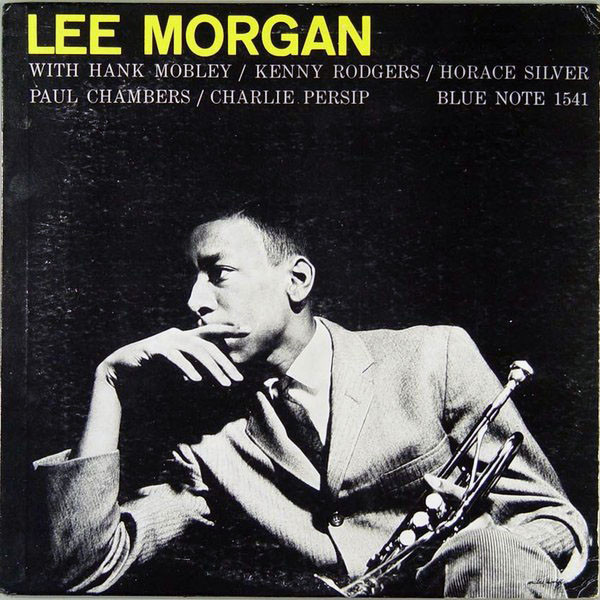 LEE MORGAN
WITH HANK MOBLEY / KENNY RODGERS / HORACE SILVER
PAUL CHAMBERS / CHARLIE PERSIP BLUE NOTE 1541